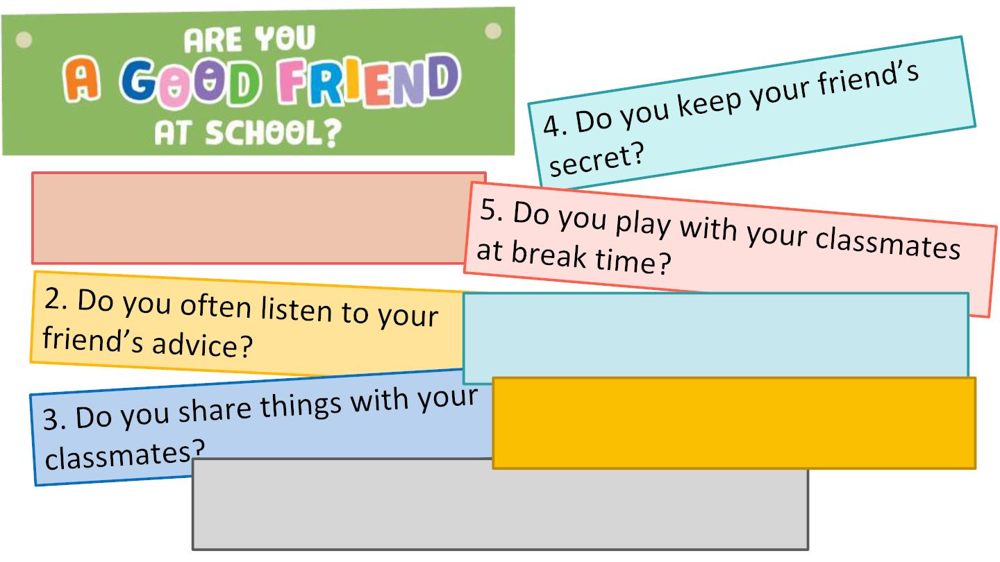 ARE YOU
A GOOD FRIEND
AT SCHOOL?
2. Do you often listen to your
friend's advice?
3. Do you share things with your
classmates?
4. Do you keep your friend's
secret?
5. Do you play with your classmates
at break time?